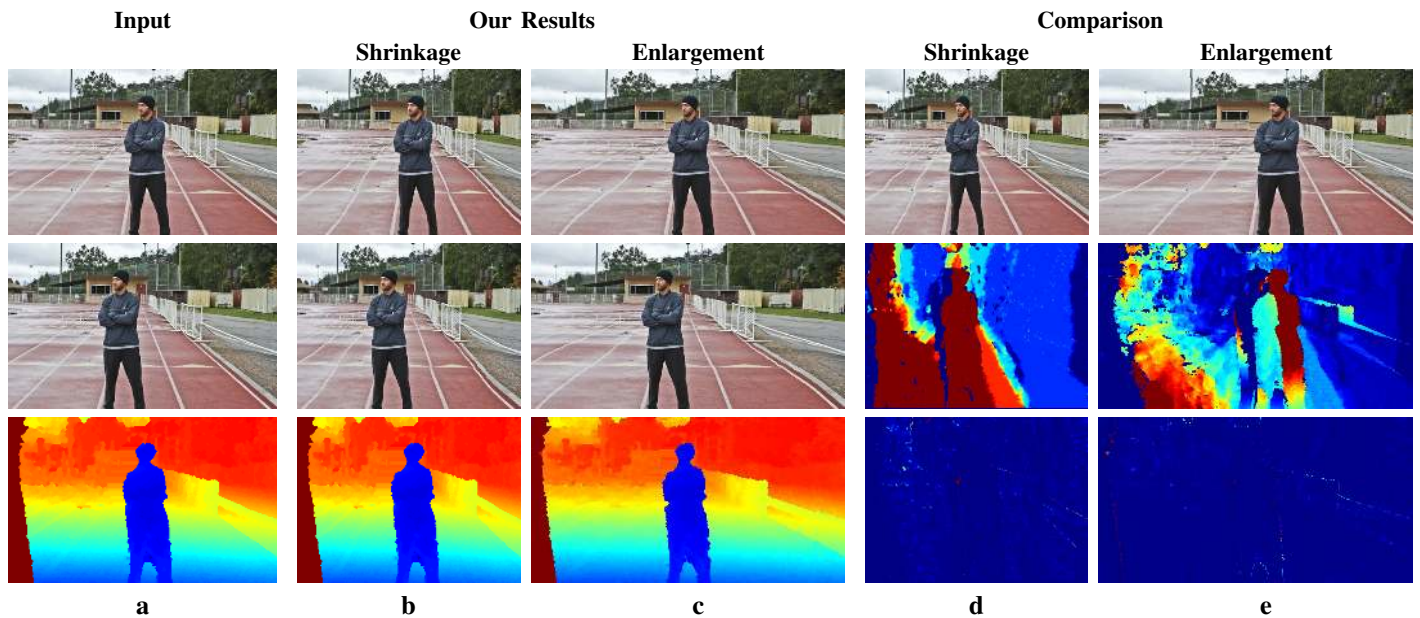 Input Our Results Comparison
Shrinkage Enlargement Shrinkage Enlargement
a b c d e